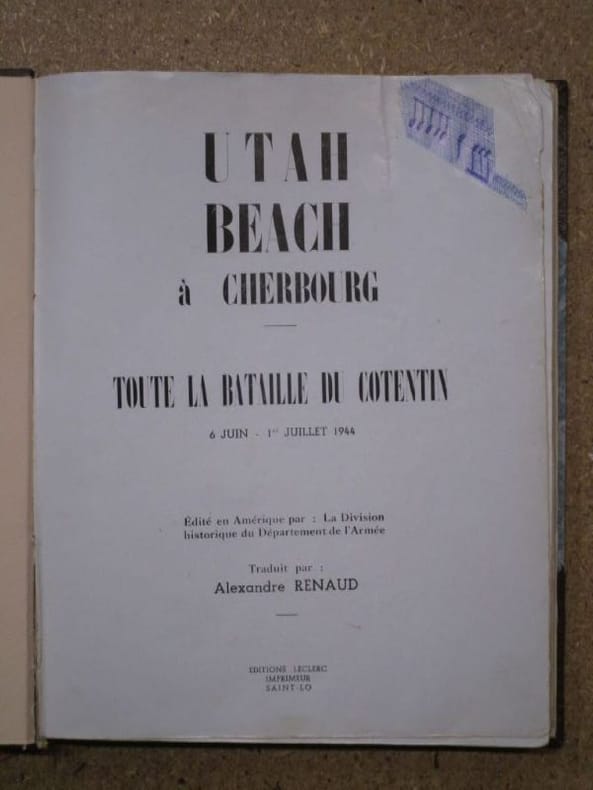 UTAH
BEACH
à CHERBOURG
TOUTE LA BATAILLE DU COTENTIN
6 JUIN - 1er JUILLET 1944
Édité en Amérique par : La Division
historique du Département de l'Armée
Traduit par :
Alexandre RENAUD
EDITIONS LECLERC
IMPRIMEUR
SAINT-LO